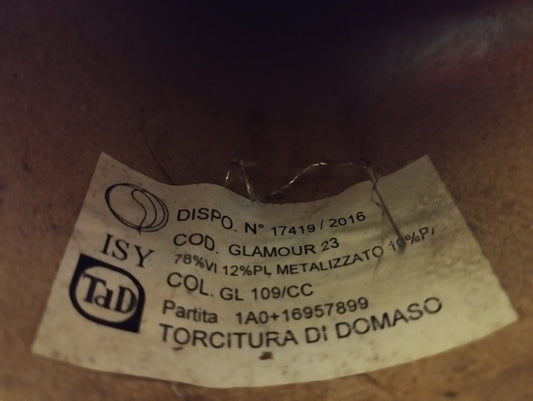 DISPO. N° 17419 / 2016
COD. GLAMOUR 23
78%VI 12%PL METALIZZATO 10%P
COL. GL 109/CC
Partita 1A0+16957899
TORCITURA DI DOMASO
ISY
TdD